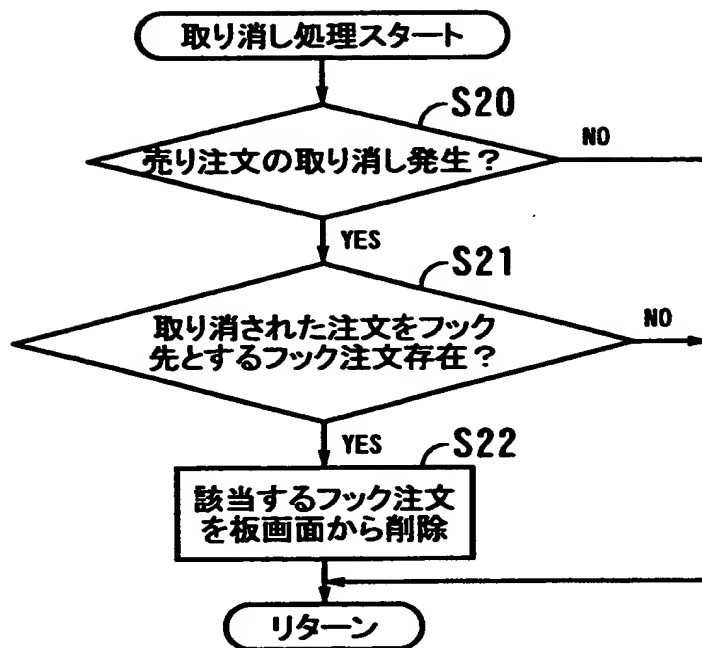 取り消し処理スタート
S20
売り注文の取り消し発生？
NO
YES
S21
取り消された注文をフック
先とするフック注文存在？
NO
YES
S22
該当するフック注文
を板画面から削除
リターン